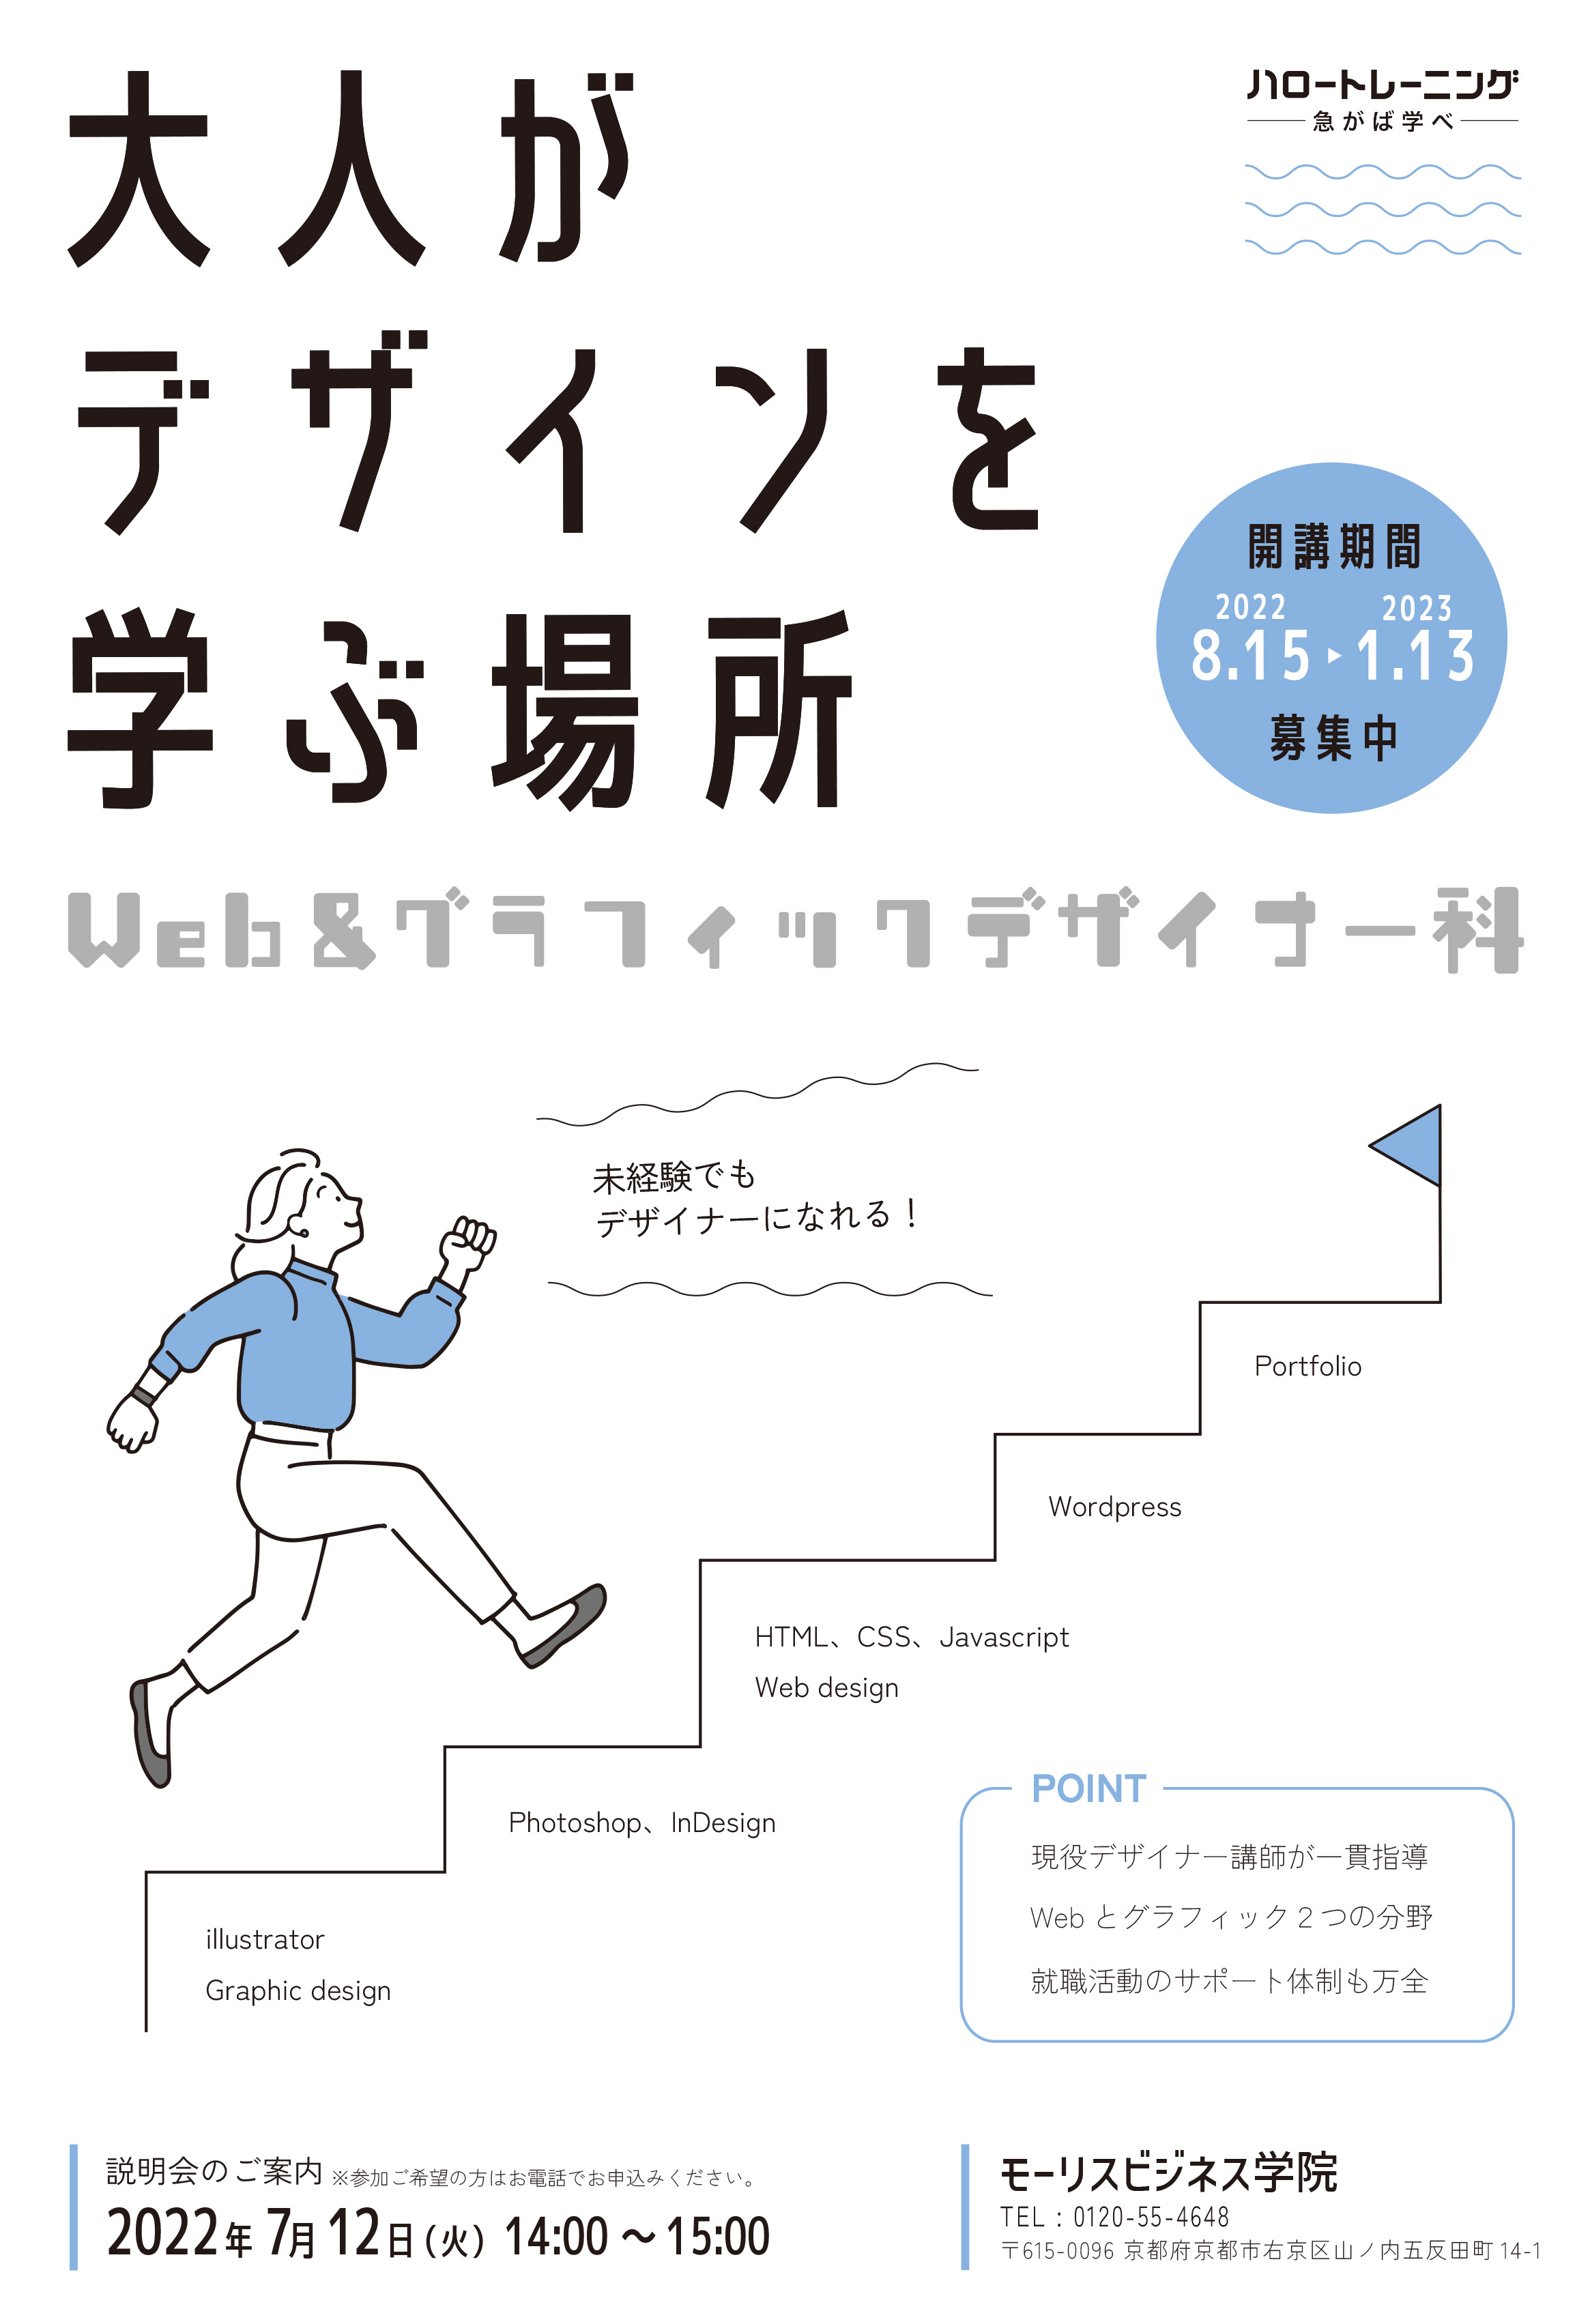 大人が
デザインを
学ぶ場所
ハロートレーニング
急がば学べ
開講期間
2022 2023
8.15 ▶ 1.13
募集中
Web&グラフィックデザイナー科
未経験でも
デザイナーになれる！
Portfolio
Wordpress
HTML、CSS、Javascript
Web design
Photoshop、InDesign
illustrator
Graphic design
POINT
現役デザイナー講師が一貫指導
Web とグラフィック 2 つの分野
就職活動のサポート体制も万全
説明会のご案内 ※参加ご希望の方はお電話でお申込みください。
2022年 7月 12日（火）14:00 〜 15:00
モーリスビジネス学院
TEL : 0120-55-4648
〒615-0096 京都府京都市右京区山ノ内五反田町 14-1